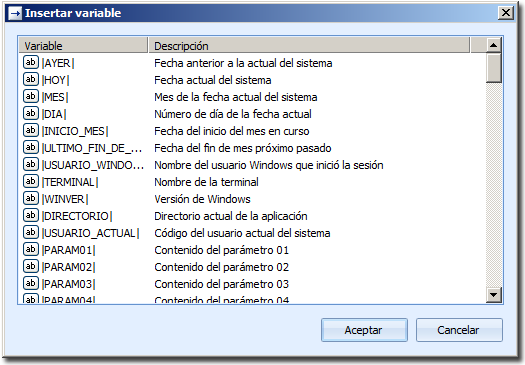 Insertar variable
Variable Descripción
ab |AYER| Fecha anterior a la actual del sistema
ab |HOY| Fecha actual del sistema
ab |MES| Mes de la fecha actual del sistema
ab |DIA| Número de día de la fecha actual
ab |INICIO_MES| Fecha del inicio del mes en curso
ab |ULTIMO_FIN_DE_... Fecha del fin de mes próximo pasado
ab |USUARIO_WINDO... Nombre del usuario Windows que inició la sesión
ab |TERMINAL| Nombre de la terminal
ab |WINVER| Versión de Windows
ab |DIRECTORIO| Directorio actual de la aplicación
ab |USUARIO_ACTUAL| Código del usuario actual del sistema
ab |PARAM01| Contenido del parámetro 01
ab |PARAM02| Contenido del parámetro 02
ab |PARAM03| Contenido del parámetro 03
ab |PARAM04| Contenido del parámetro 04
Aceptar Cancelar